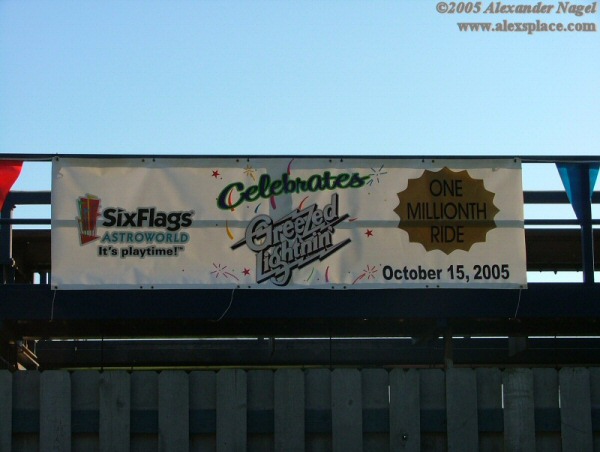 ©2005 Alexander Nagel
www.alexsplace.com
SixFlags
ASTROWORLD
It's playtime!™
Celebrates
Greezed
Lightnin'
ONE
MILLIONTH
RIDE
October 15, 2005